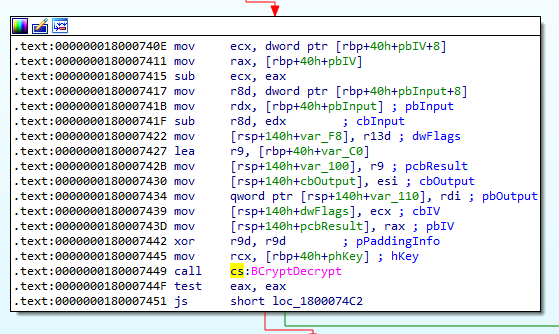 .text:000000018000740E mov ecx, dword ptr [rbp+40h+pbIV+8]
.text:0000000180007411 mov rax, [rbp+40h+pbIV]
.text:0000000180007415 sub ecx, eax
.text:0000000180007417 mov r8d, dword ptr [rbp+40h+pbInput+8]
.text:000000018000741B mov rdx, [rbp+40h+pbInput] ; pbInput
.text:000000018000741F sub r8d, edx ; cbInput
.text:0000000180007422 mov [rsp+140h+var_F8], r13d ; dwFlags
.text:0000000180007427 lea r9, [rbp+40h+var_C0]
.text:000000018000742B mov [rsp+140h+var_100], r9 ; pcbResult
.text:0000000180007430 mov [rsp+140h+cbOutput], esi ; cbOutput
.text:0000000180007434 mov qword ptr [rsp+140h+var_110], rdi ; pbOutput
.text:0000000180007439 mov [rsp+140h+dwFlags], ecx ; cbIV
.text:000000018000743D mov [rsp+140h+pcbResult], rax ; pbIV
.text:0000000180007442 xor r9d, r9d ; pPaddingInfo
.text:0000000180007445 mov rcx, [rbp+40h+phKey] ; hKey
.text:0000000180007449 call cs:BCryptDecrypt
.text:000000018000744F test eax, eax
.text:0000000180007451 js short loc_1800074C2